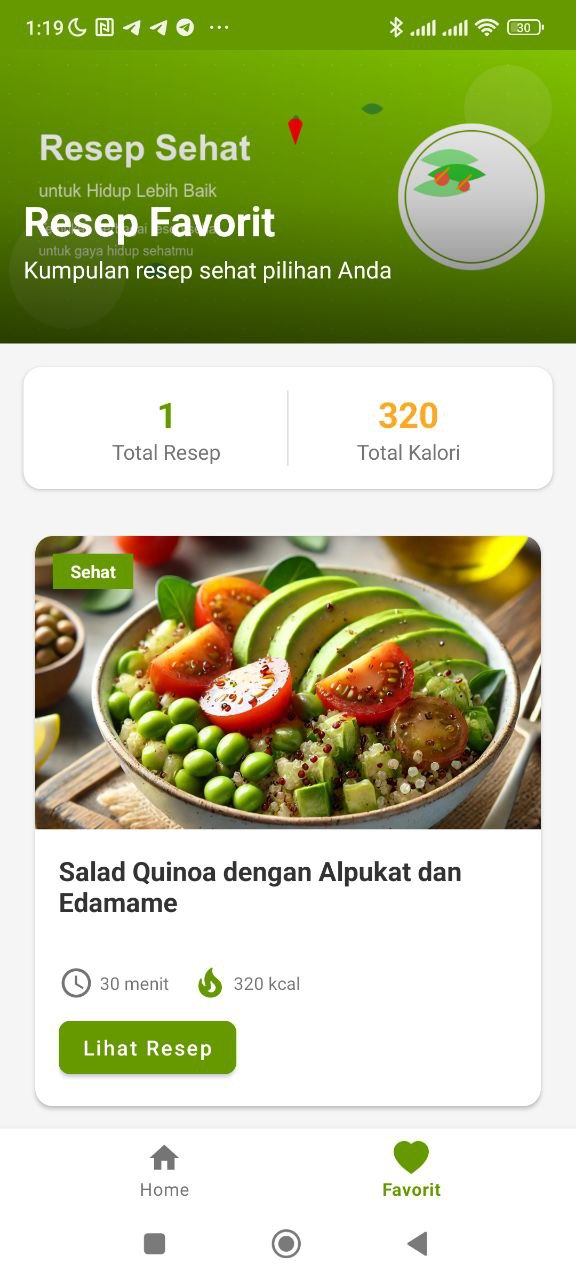 1:19
30
Resep Sehat
untuk Hidup Lebih Baik
Resep Favorit
untuk gaya hidup sehatmu
Kumpulan resep sehat pilihan Anda
1
Total Resep
320
Total Kalori
Sehat
Salad Quinoa dengan Alpukat dan
Edamame
30 menit
320 kcal
Lihat Resep
Home
Favorit